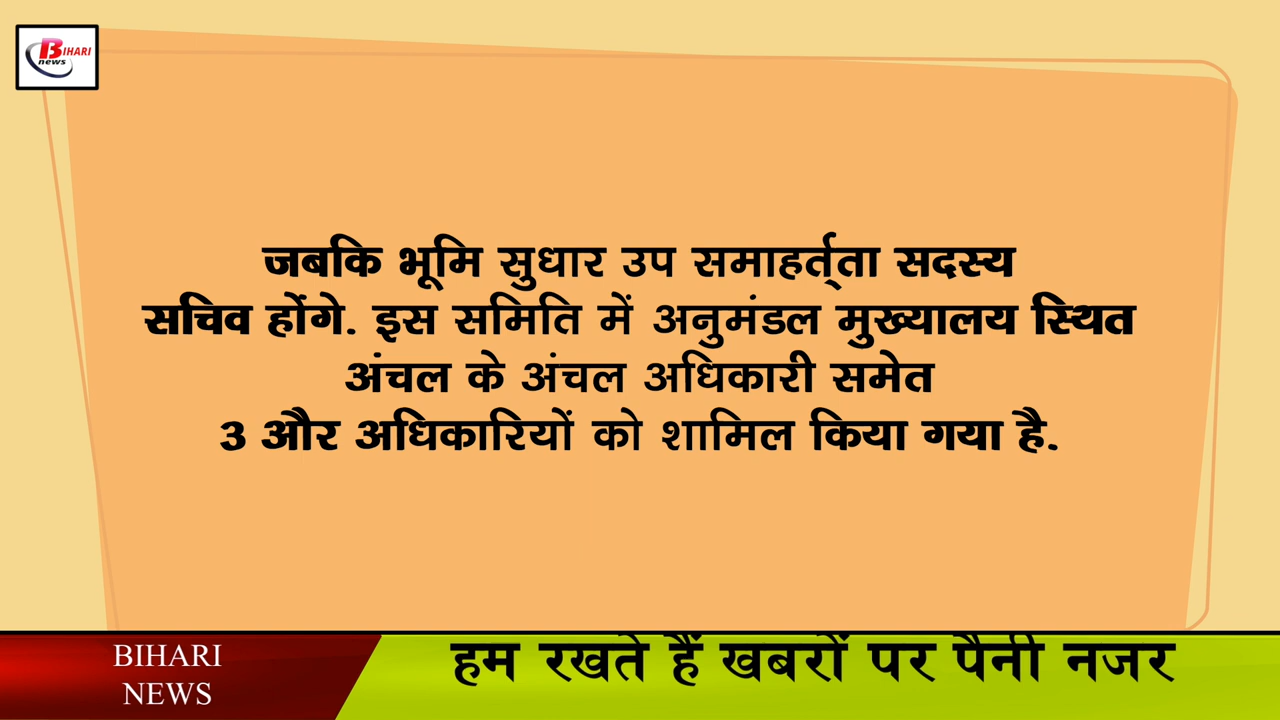 BIHARI
news
जबकि भूमि सुधार उप समाहर्त्ता सदस्य
सचिव होंगे. इस समिति में अनुमंडल मुख्यालय स्थित
अंचल के अंचल अधिकारी समेत
3 और अधिकारियों को शामिल किया गया है.
BIHARI
NEWS
हम रखते हैं खबरों पर पैनी नजर